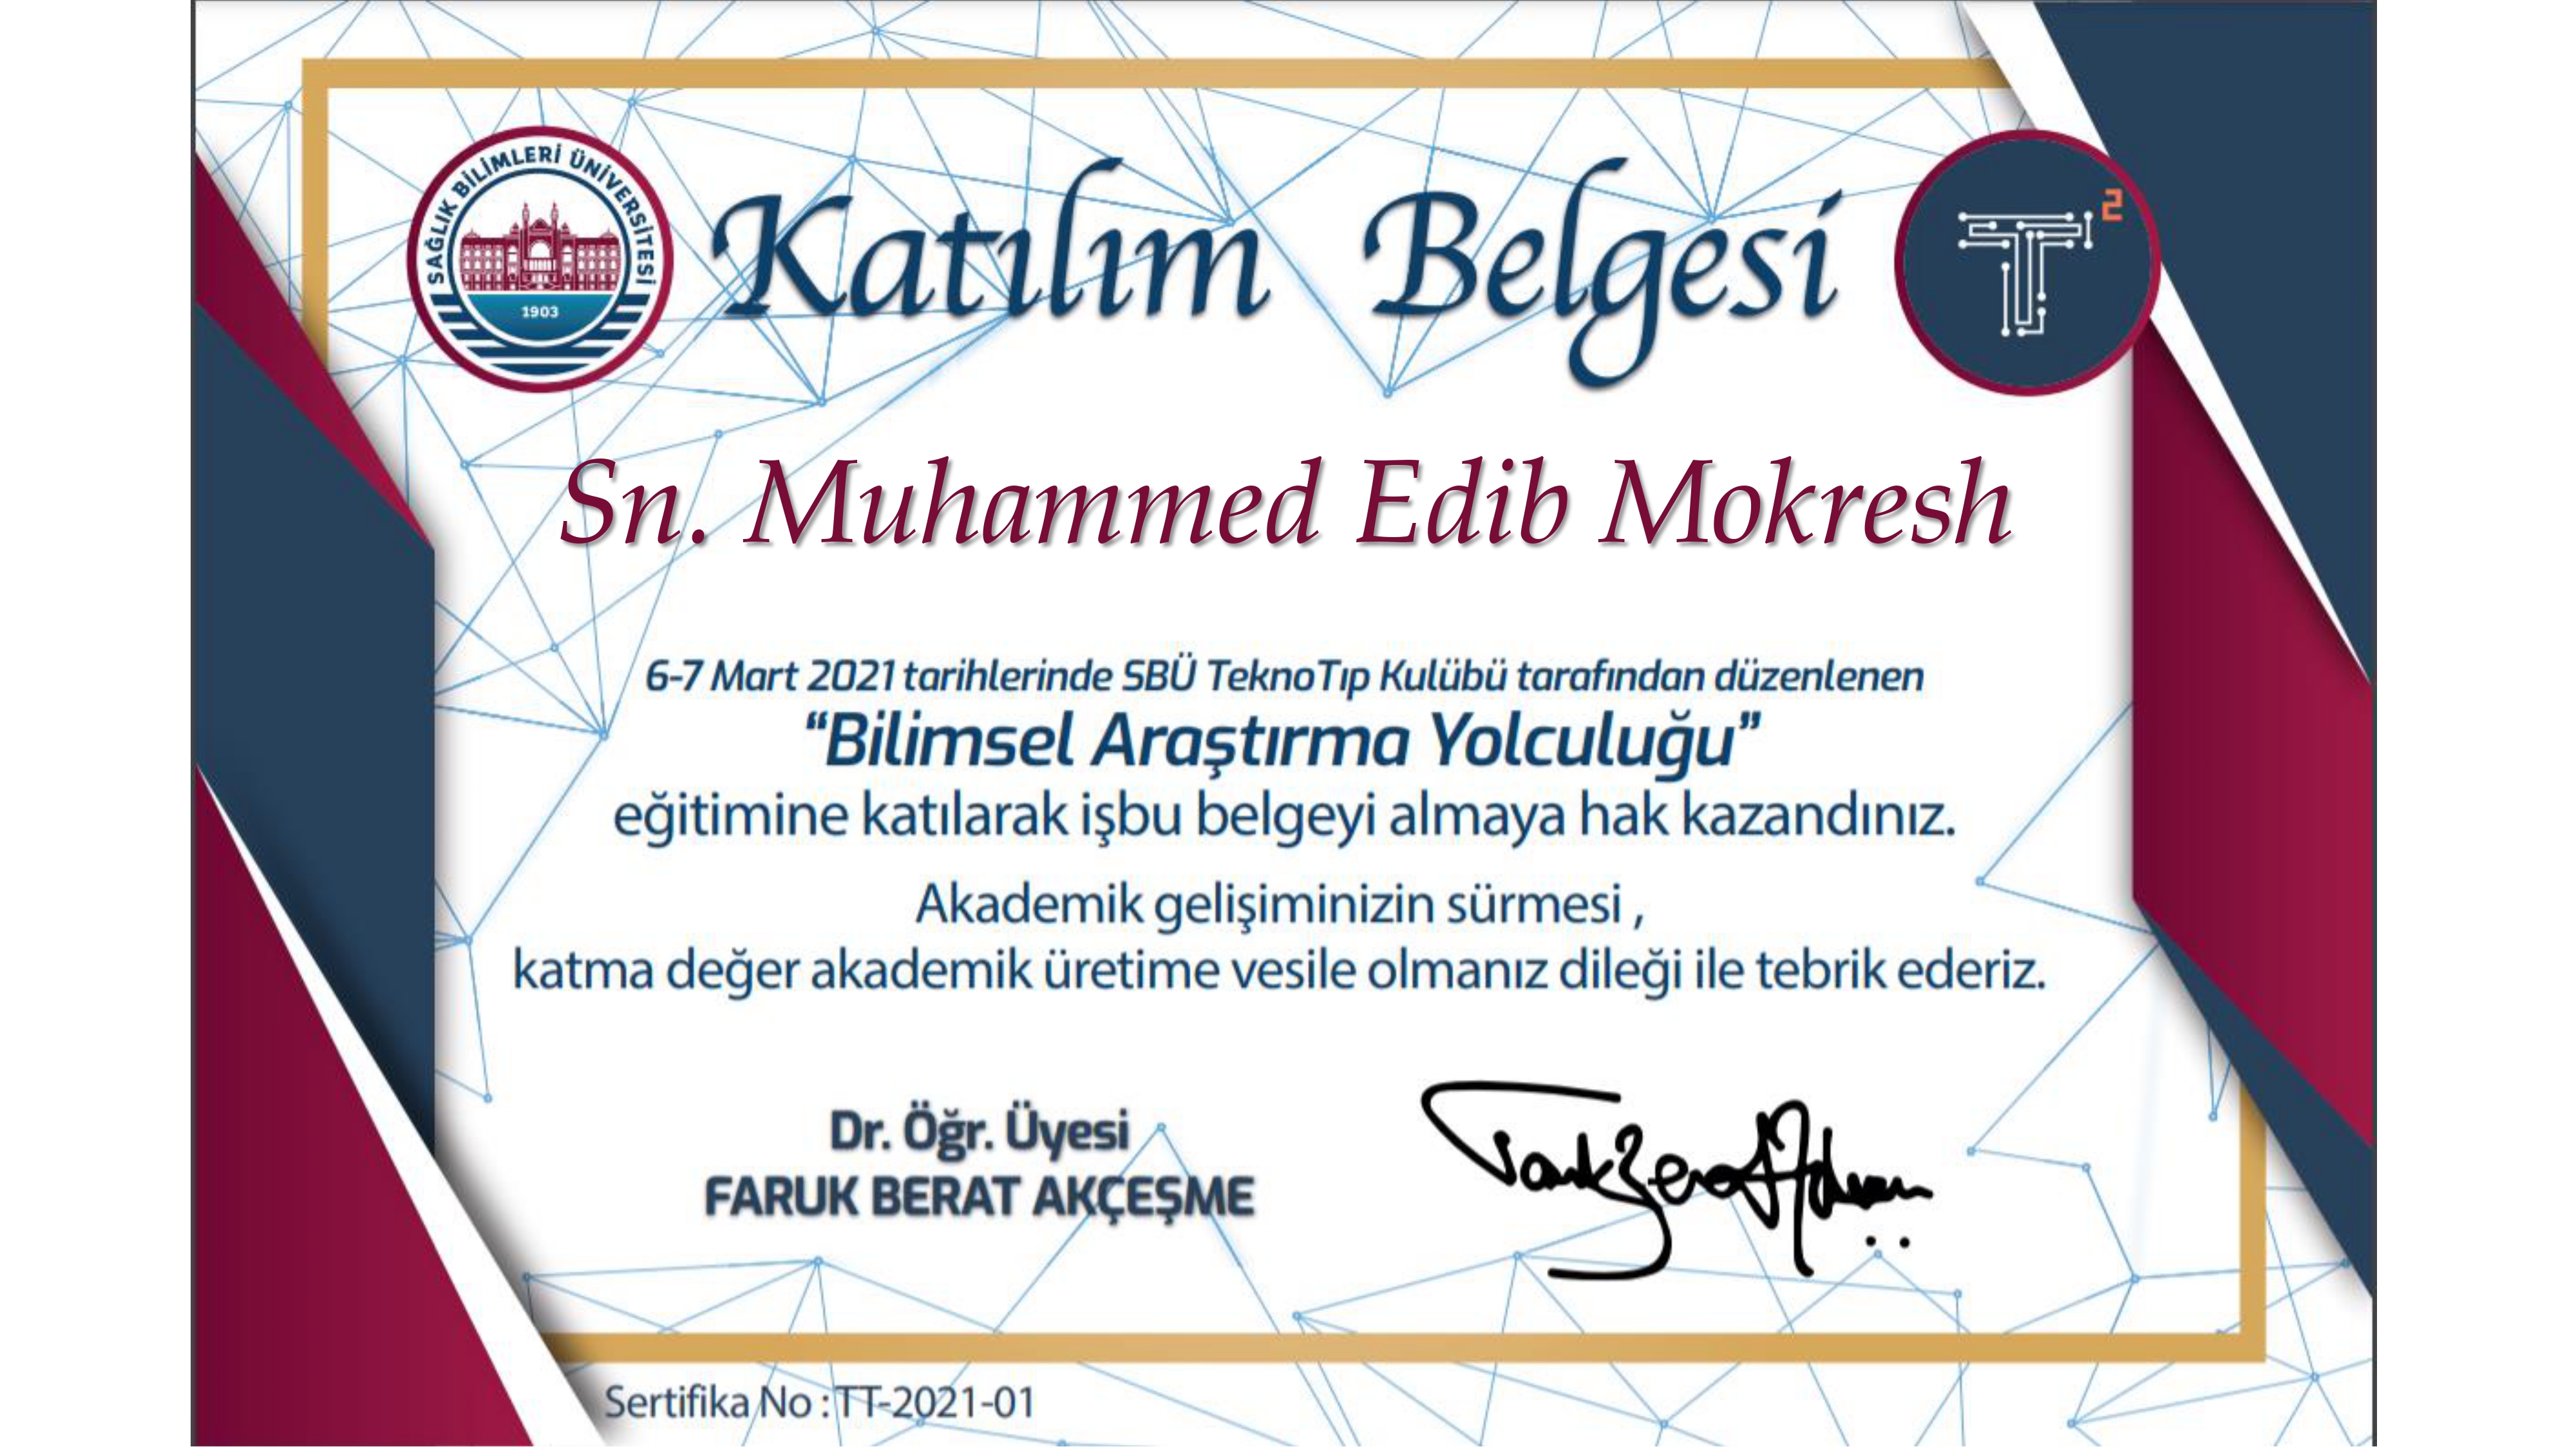 SAĞLIK BİLİMLERİ ÜNİVERSİTESİ
1903
Katılım Belgesi
T²
Sn. Muhammed Edib Mokresh
6-7 Mart 2021 tarihlerinde SBÜ TeknoTıp Kulübü tarafından düzenlenen
“Bilimsel Araştırma Yolculuğu”
eğitimine katılarak işbu belgeyi almaya hak kazandınız.
Akademik gelişiminizin sürmesi ,
katma değer akademik üretime vesile olmanız dileği ile tebrik ederiz.
Dr. Öğr. Üyesi
FARUK BERAT AKÇEŞME
Sertifika No : TT-2021-01